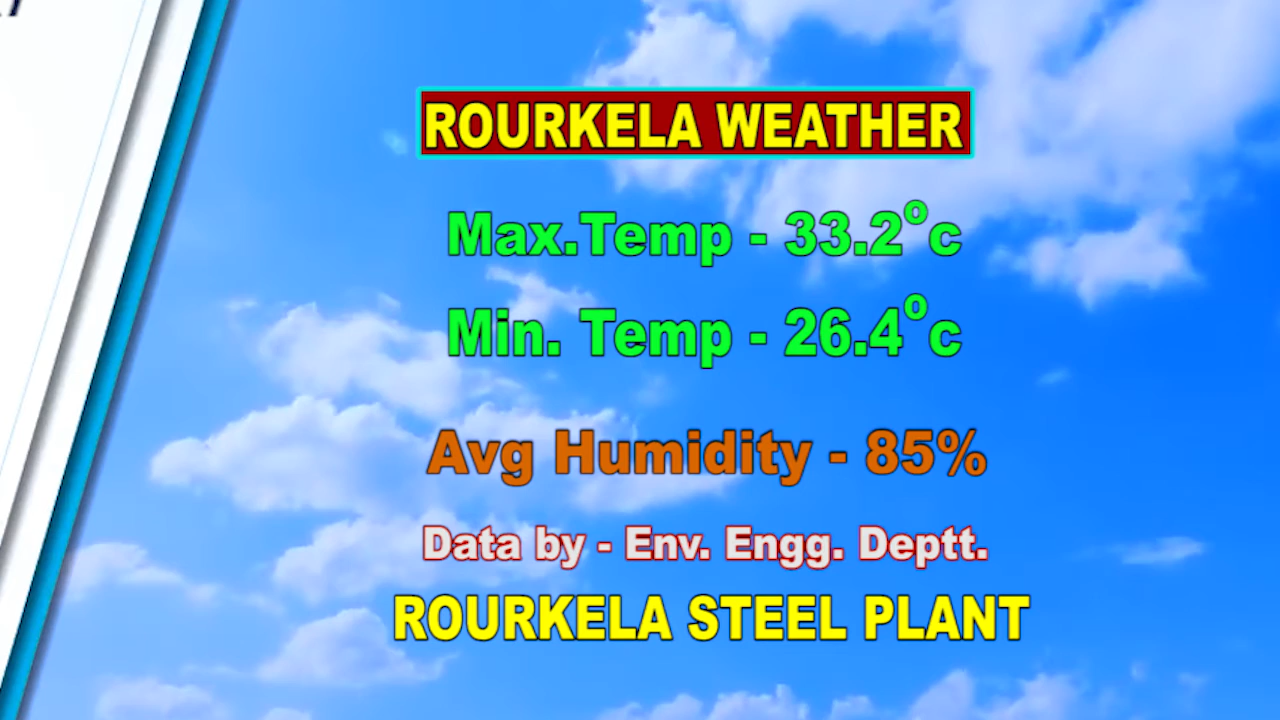 ROURKELA WEATHER
Max.Temp - 33.2°c
Min. Temp - 26.4°c
Avg Humidity - 85%
Data by - Env. Engg. Deptt.
ROURKELA STEEL PLANT